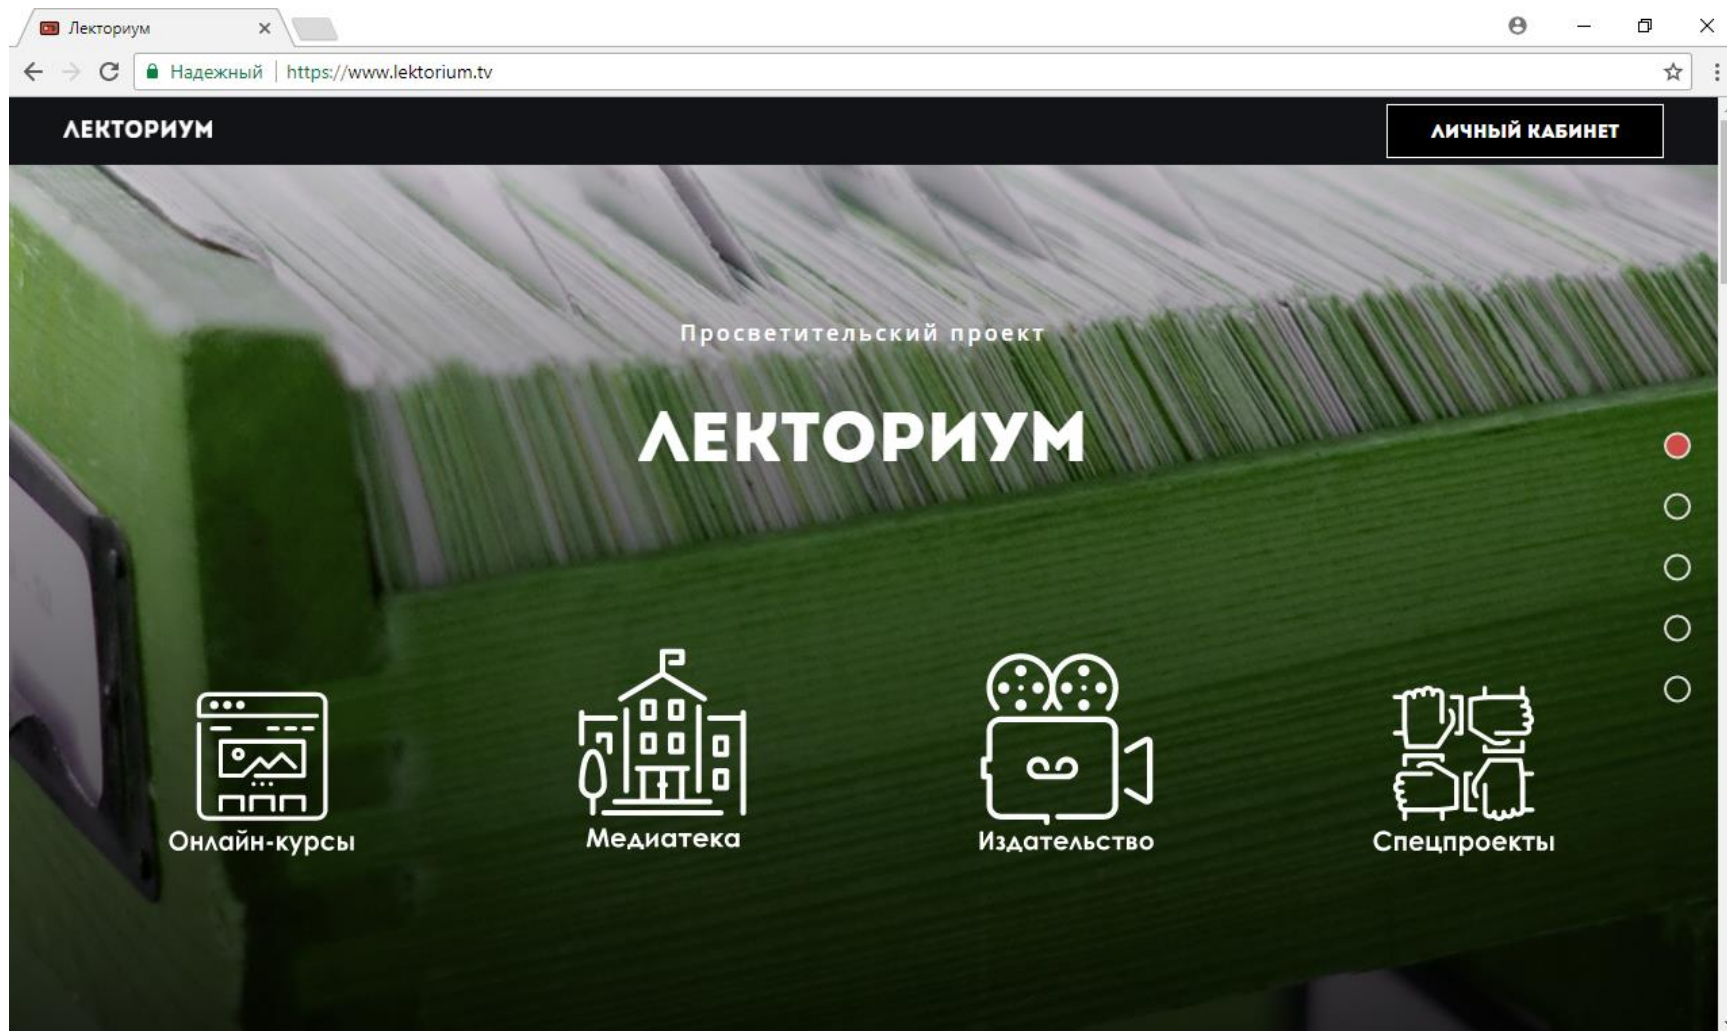 Лекториум
Надежный https://www.lektorium.tv
ЛЕКТОРИУМ
ЛИЧНЫЙ КАБИНЕТ
Просветительский проект
ЛЕКТОРИУМ
Онлайн-курсы
Медиатека
Издательство
Спецпроекты